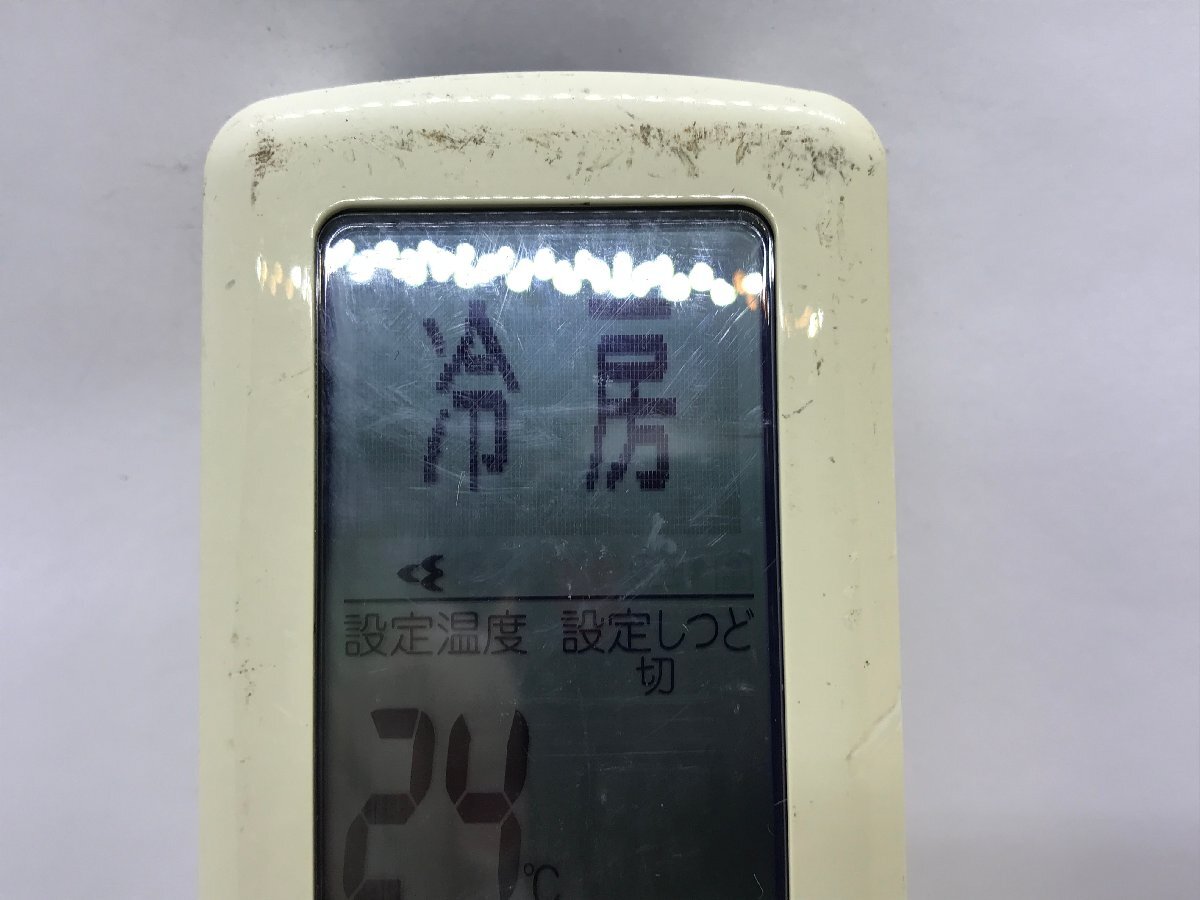 冷房
設定温度 設定しつど
切
24℃